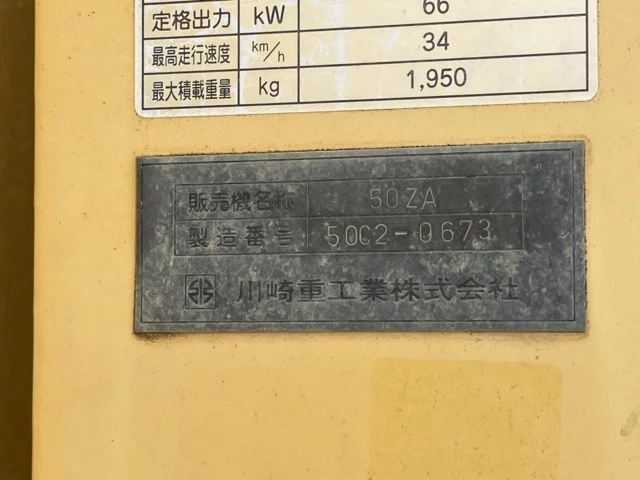 定格出力 kW 66
最高走行速度 km/h 34
最大積載重量 kg 1,950
販売機名称 50ZA
製造番号 50C2-0673
川崎重工業株式会社